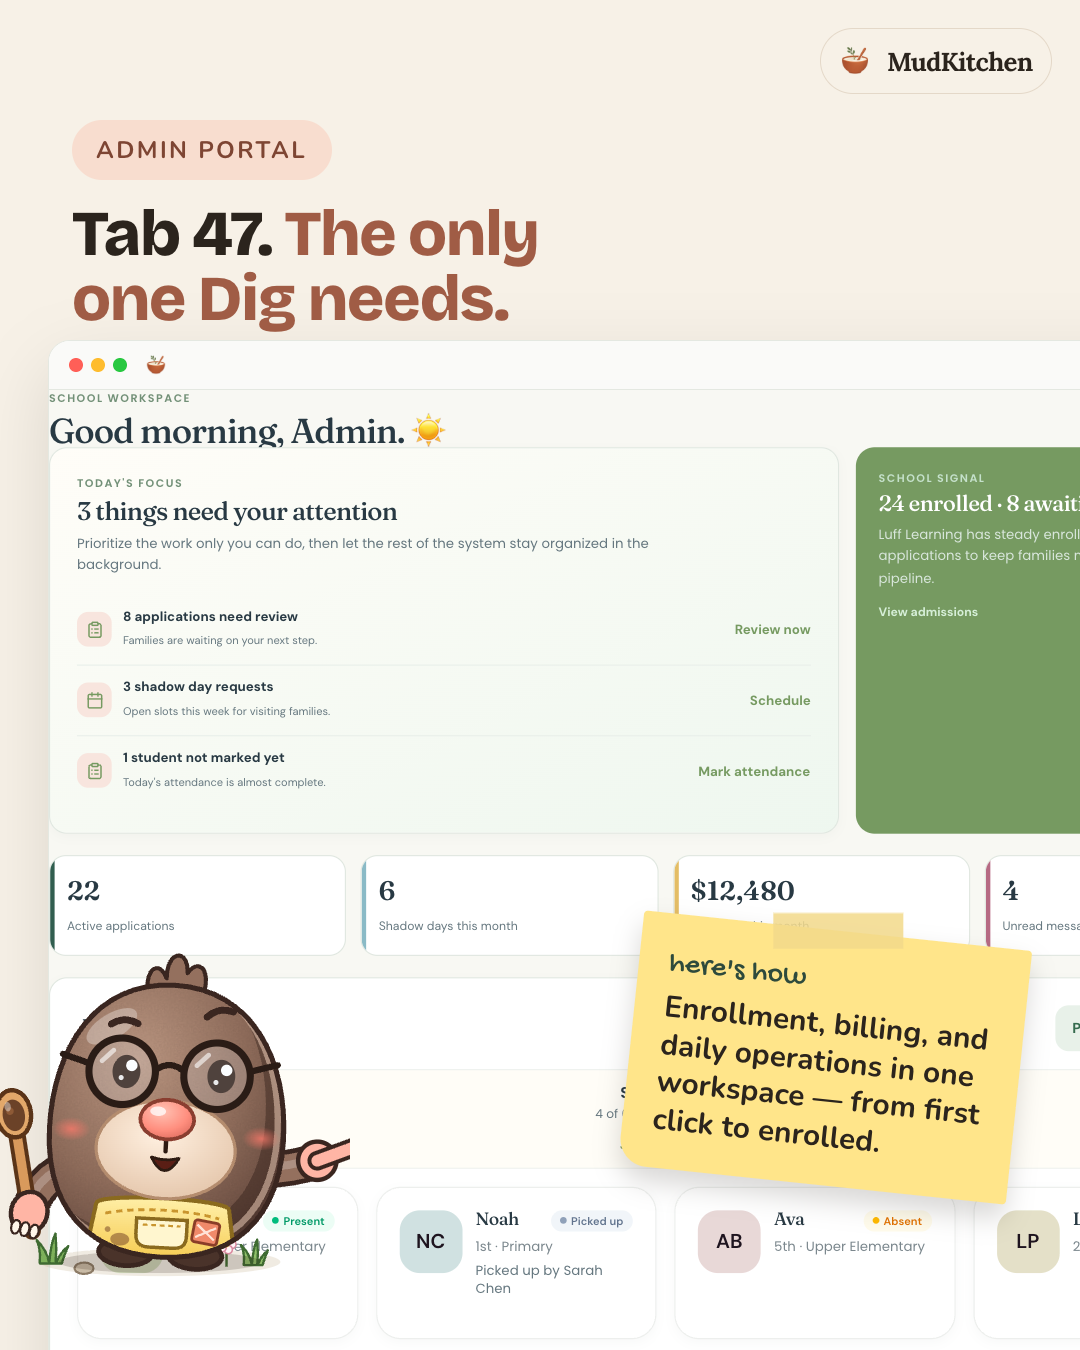 MudKitchen
ADMIN PORTAL
Tab 47. The only
one Dig needs.
SCHOOL WORKSPACE
Good morning, Admin.
TODAY'S FOCUS
3 things need your attention
Prioritize the work only you can do, then let the rest of the system stay organized in the
background.
8 applications need review
Families are waiting on your next step.
Review now
3 shadow day requests
Open slots this week for visiting families.
Schedule
1 student not marked yet
Today's attendance is almost complete.
Mark attendance
SCHOOL SIGNAL
24 enrolled · 8 await
Luff Learning has steady enroll
applications to keep families
pipeline.
View admissions
22
Active applications
6
Shadow days this month
$12,480
4
Unread messa
here's how
Enrollment, billing, and
daily operations in one
workspace — from first
click to enrolled.
4 of
Present
Elementary
NC
Noah
Picked up
1st · Primary
Picked up by Sarah
Chen
AB
Ava
Absent
5th · Upper Elementary
LP